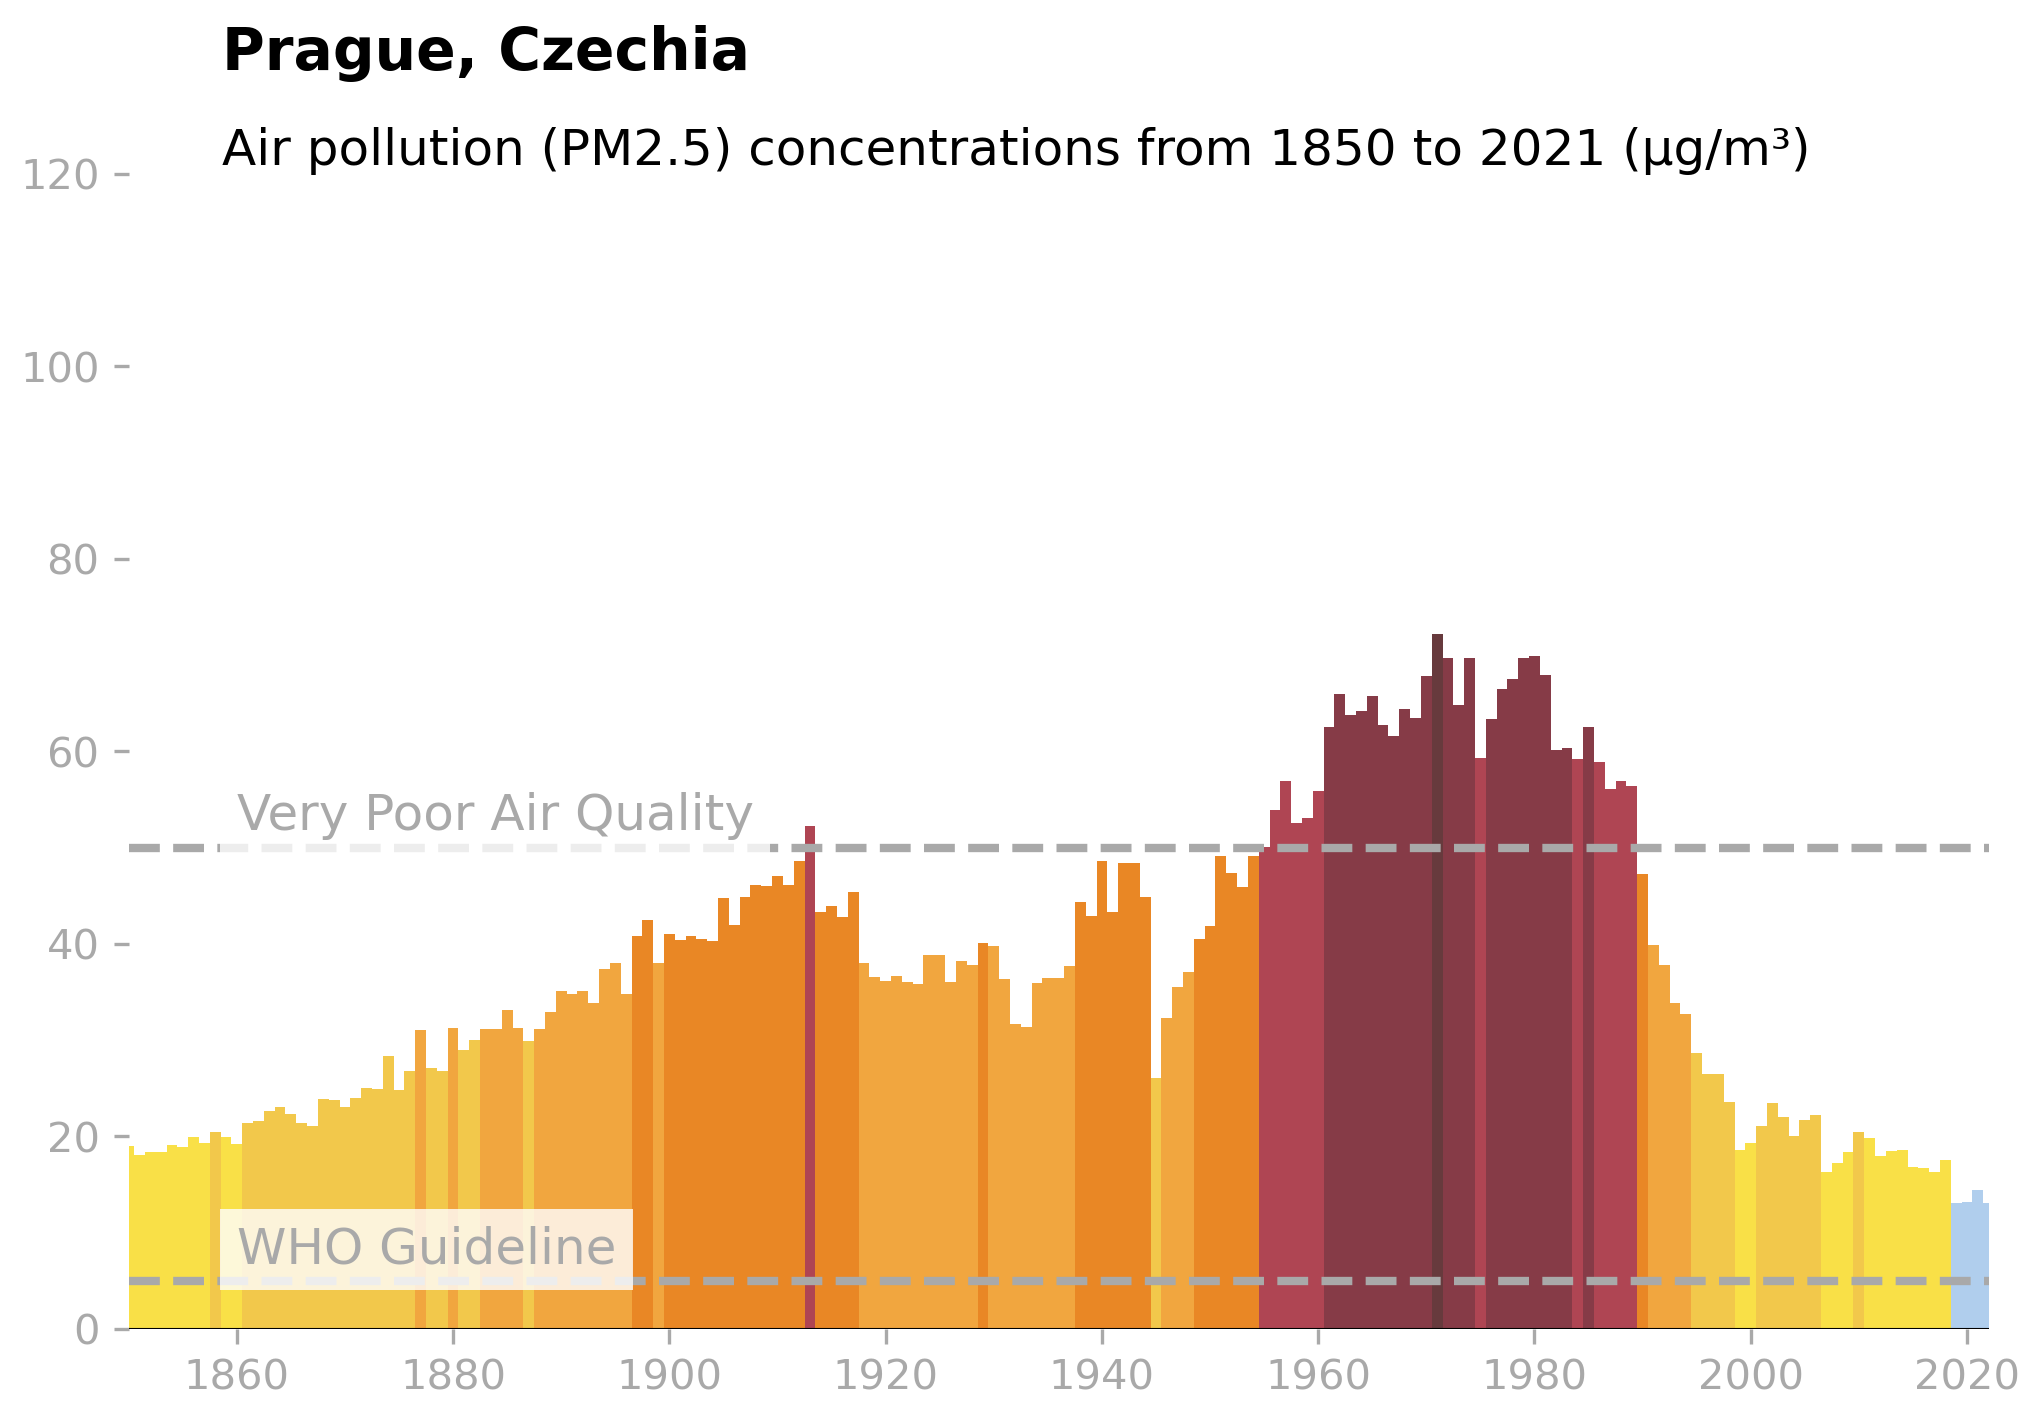 Prague, Czechia
Air pollution (PM2.5) concentrations from 1850 to 2021 (µg/m³)
120
100
80
60
Very Poor Air Quality
40
20
WHO Guideline
0
1860 1880 1900 1920 1940 1960 1980 2000 2020